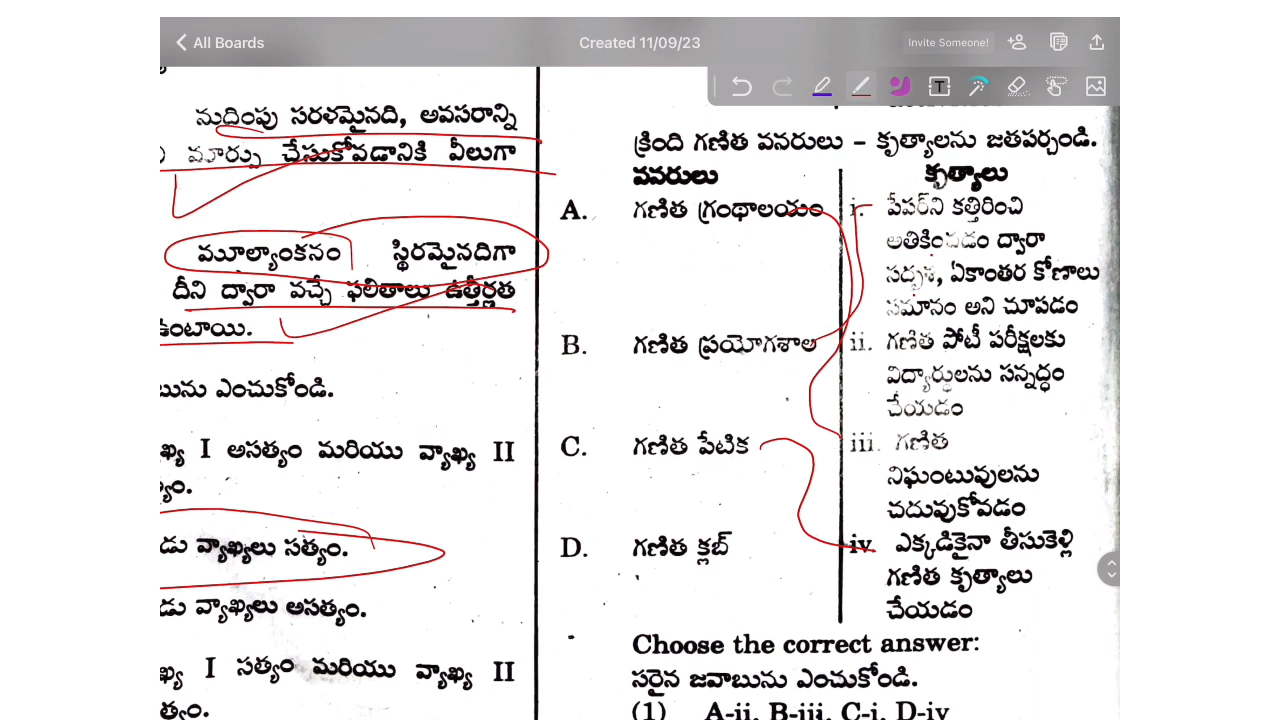 All Boards
Created 11/09/23
Invite Someone!
నుదింపు సరళమైనది, అవసరాన్ని
మార్పు చేసుకోవడానికి వీలుగా
మూల్యాంకనం స్థిరమైనదిగా
దీని ద్వారా వచ్చే ఫలితాలు ఉత్తీర్ణత
ఉంటాయి.
బును ఎంచుకోండి.
ఖ్య I అసత్యం మరియు వ్యాఖ్య II
్యం.
డు వ్యాఖ్యలు సత్యం.
డు వ్యాఖ్యలు అసత్యం.
ఖ్య I సత్యం మరియు వ్యాఖ్య II
త్యం.
క్రింది గణిత వనరులు – కృత్యాలను జతపర్చండి.
వనరులు కృత్యాలు
A. గణిత గ్రంథాలయం i. పేపర్‌ని కత్తిరించి
అతికించడం ద్వారా
సదృశ, ఏకాంతర కోణాలు
సమానం అని చూపడం
B. గణిత ప్రయోగశాల ii. గణిత పోటీ పరీక్షలకు
విద్యార్థులను సన్నద్ధం
చేయడం
C. గణిత పేటిక iii. గణిత
నిఘంటువులను
చదువుకోవడం
D. గణిత క్లబ్ iv. ఎక్కడికైనా తీసుకెళ్లి
గణిత కృత్యాలు
చేయడం
Choose the correct answer:
సరైన జవాబును ఎంచుకోండి.
(1) A-ii, B-iii, C-i, D-iv